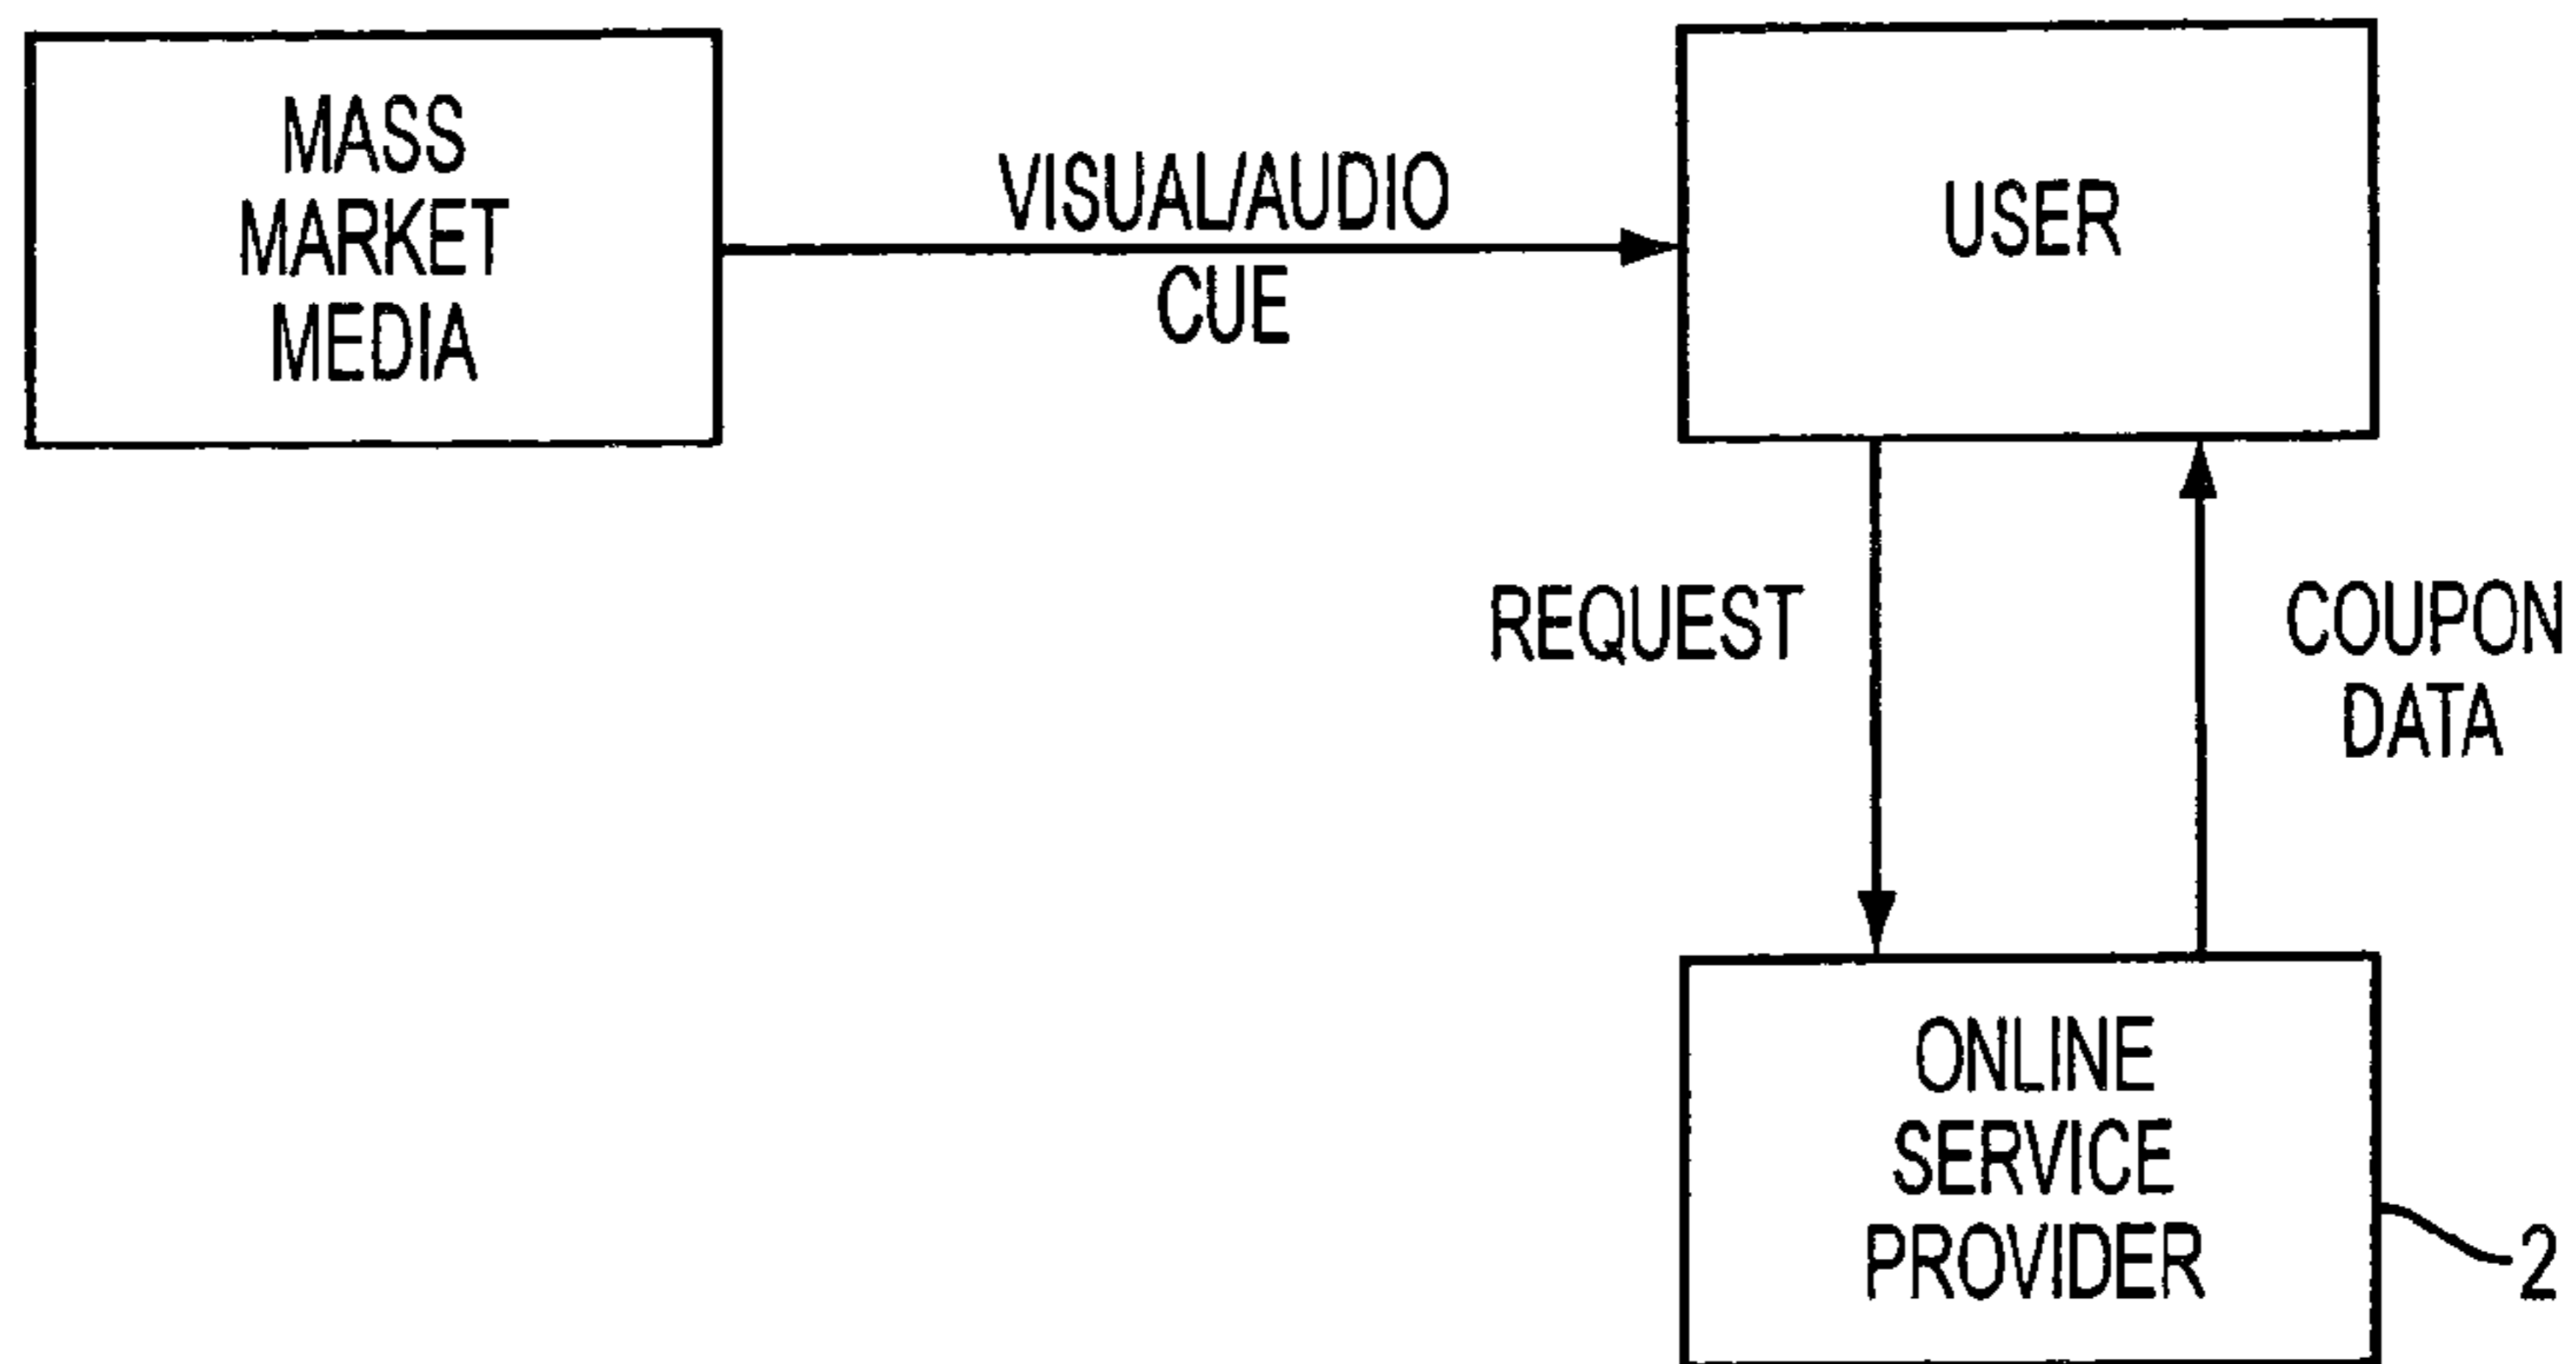 MASS
MARKET
MEDIA
VISUAL/AUDIO
CUE
USER
REQUEST
COUPON
DATA
ONLINE
SERVICE
PROVIDER
2